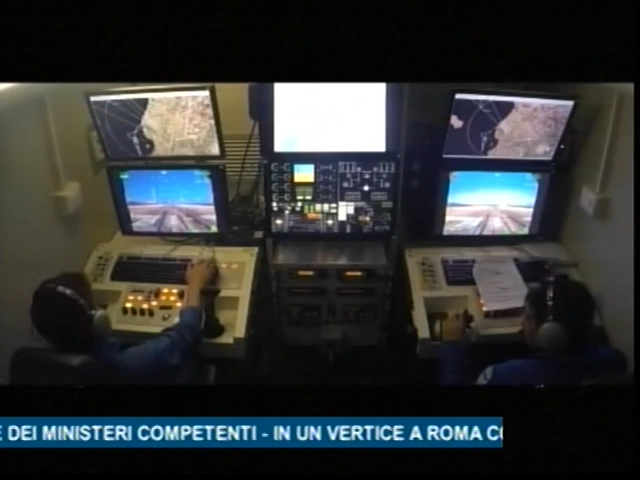 DEI MINISTERI COMPETENTI - IN UN VERTICE A ROMA